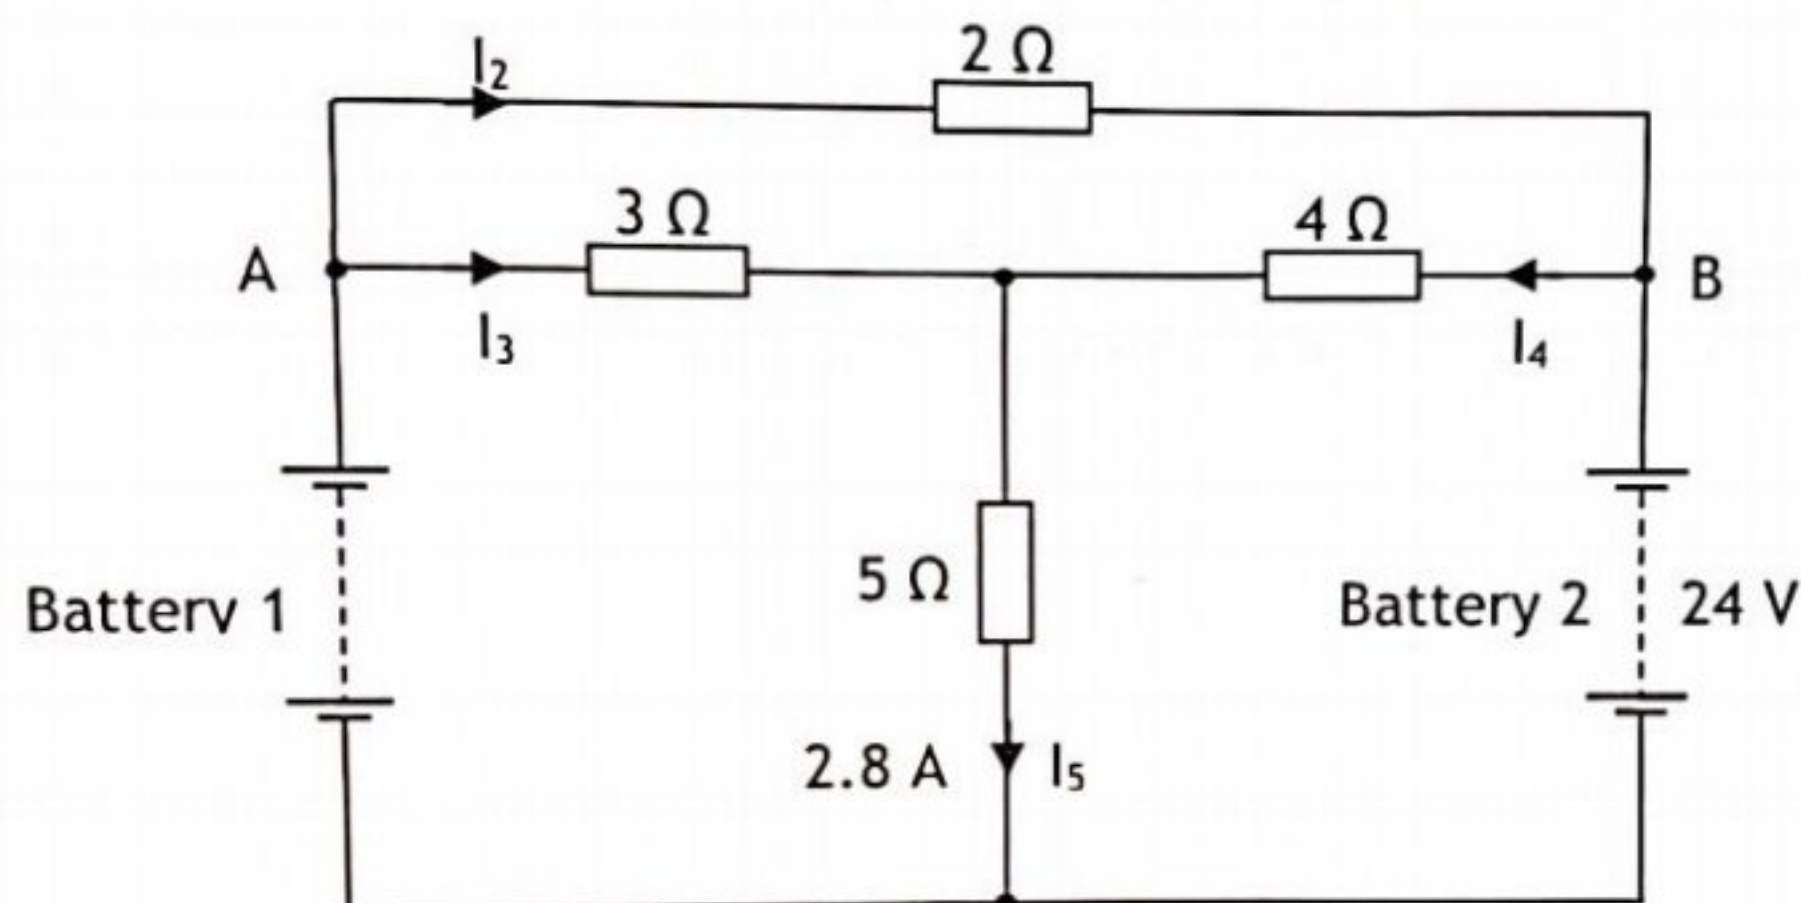 I2
2 Ω
3 Ω
4 Ω
A
B
I3
I4
5 Ω
Batterv 1
Battery 2
24 V
2.8 A
I5